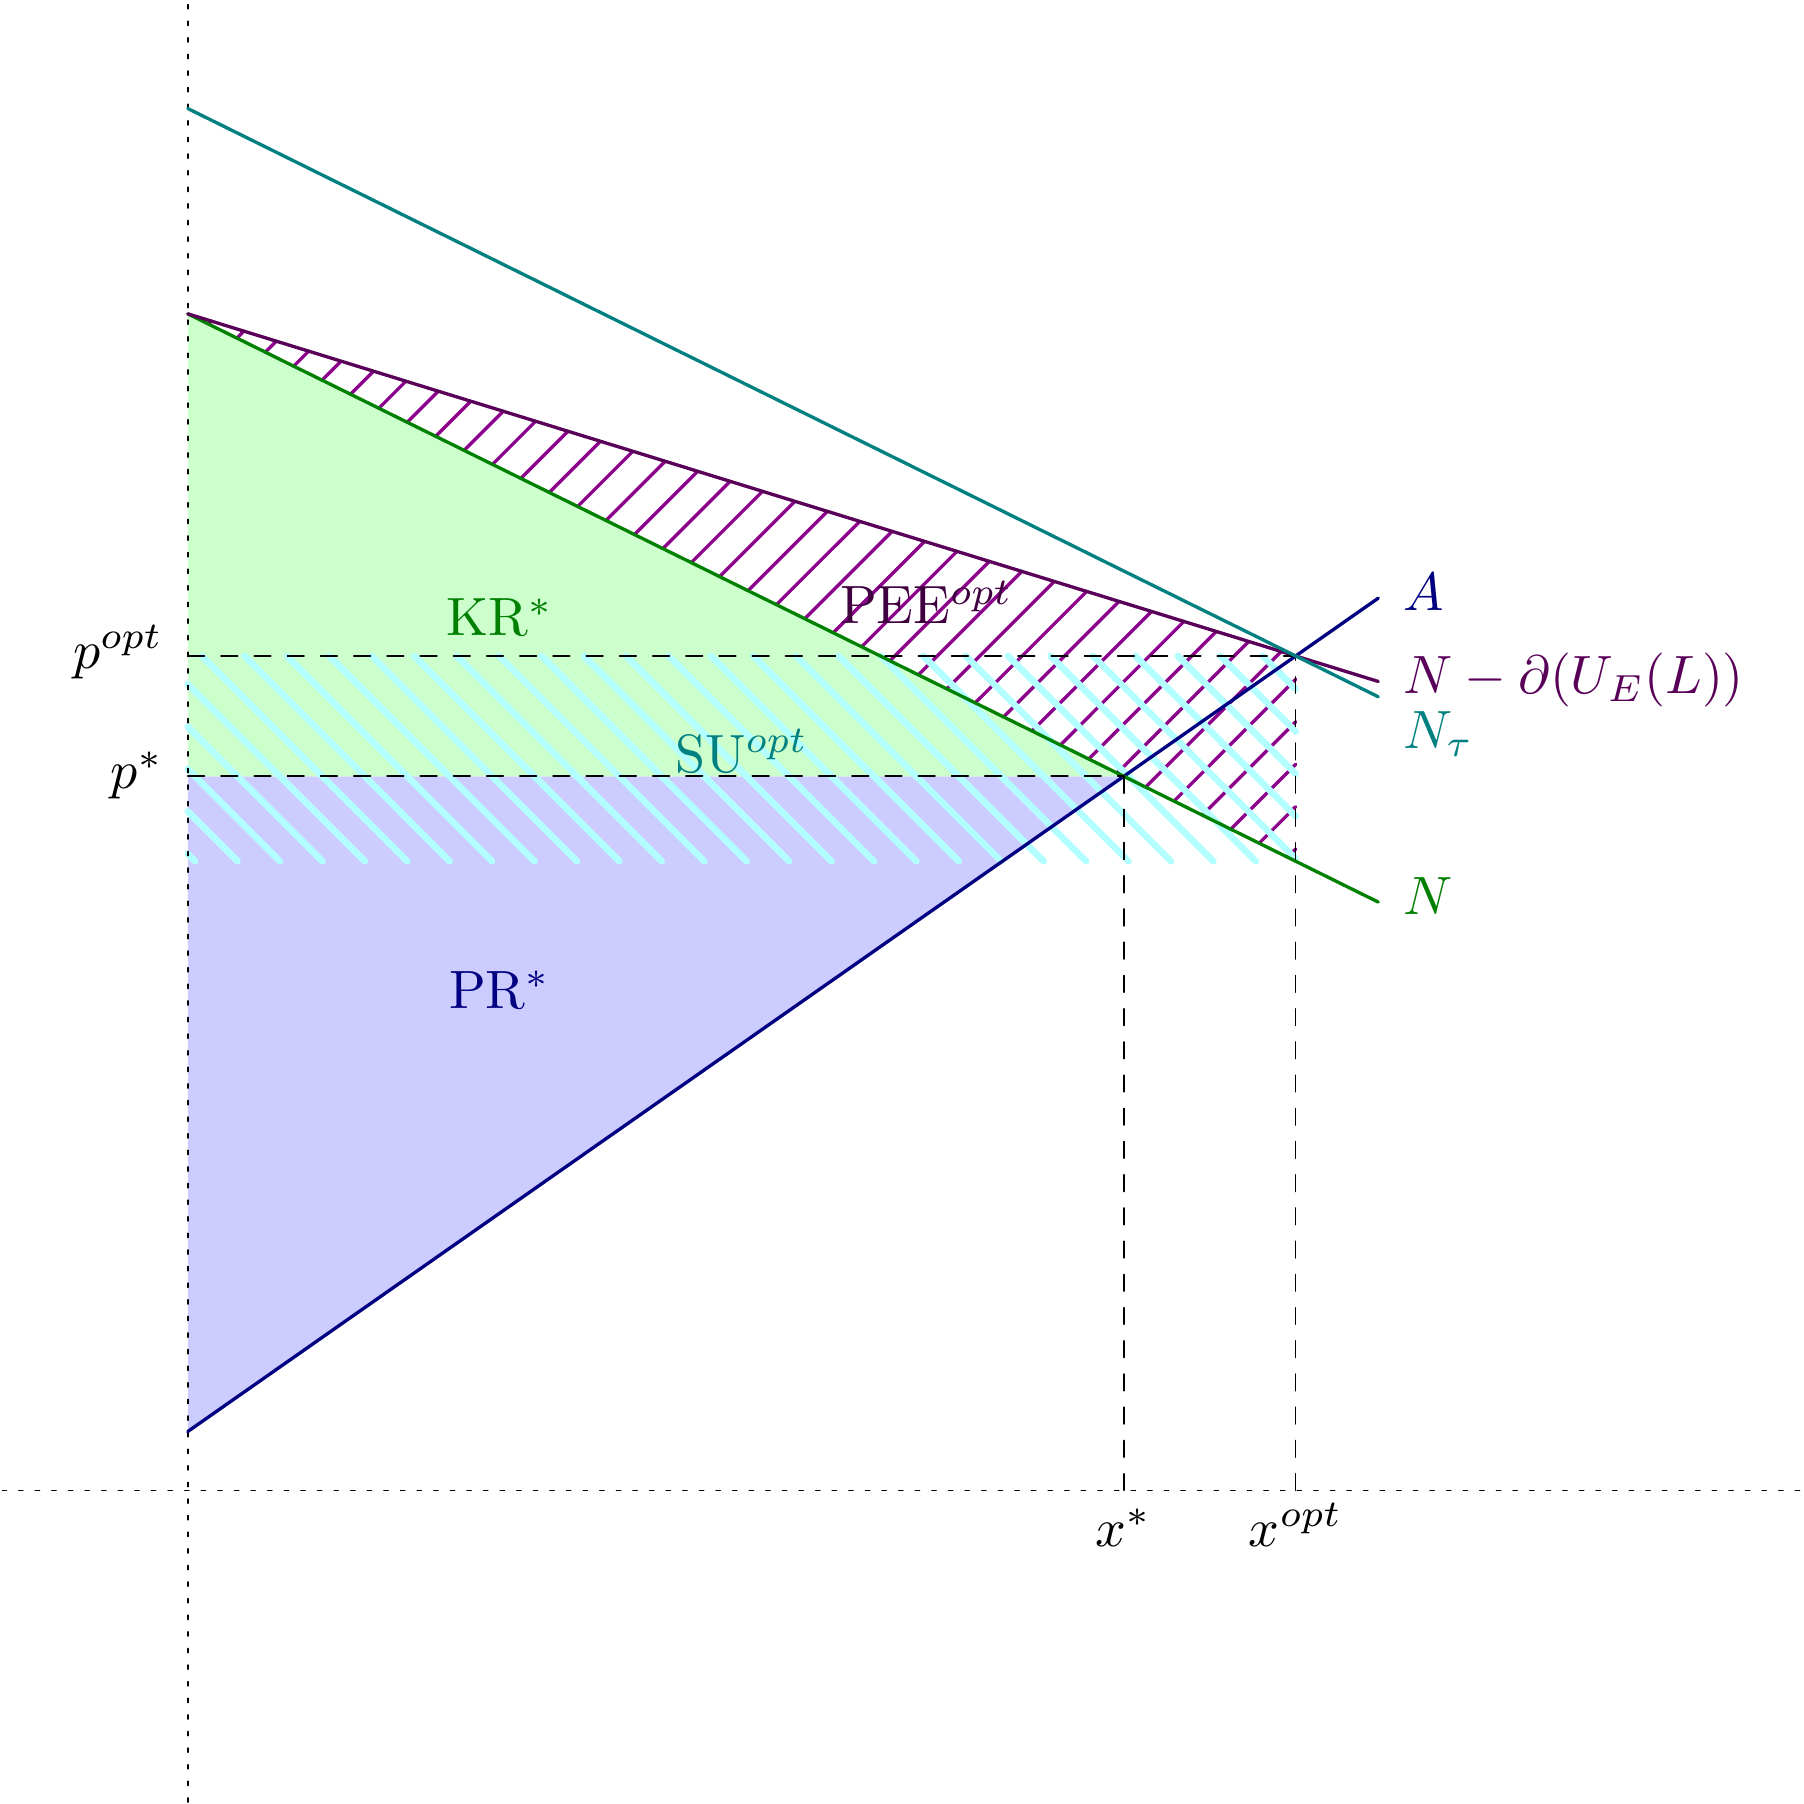 A
KR*
PEE^{opt}
p^{opt}
N − ∂(U_E(L))
N_τ
SU^{opt}
p*
N
PR*
x*
x^{opt}